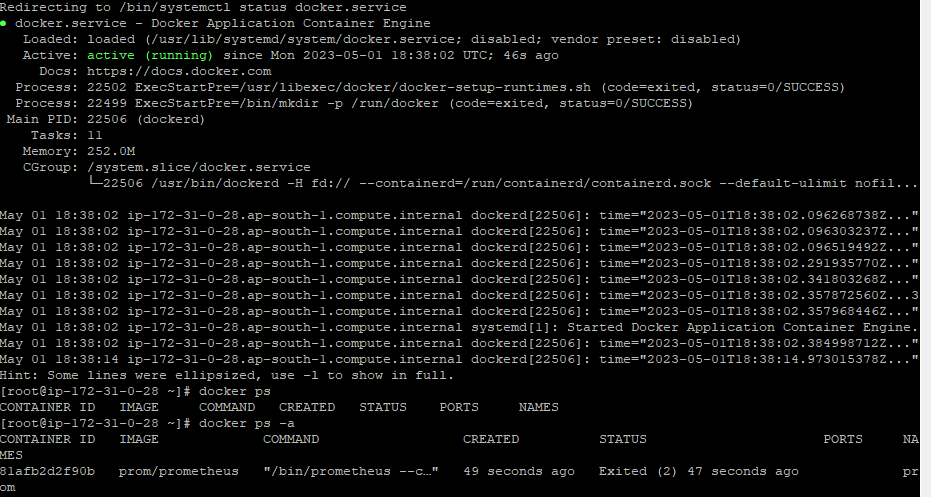 Redirecting to /bin/systemctl status docker.service
● docker.service - Docker Application Container Engine
Loaded: loaded (/usr/lib/systemd/system/docker.service; disabled; vendor preset: disabled)
Active: active (running) since Mon 2023-05-01 18:38:02 UTC; 46s ago
Docs: https://docs.docker.com
Process: 22502 ExecStartPre=/usr/libexec/docker/docker-setup-runtimes.sh (code=exited, status=0/SUCCESS)
Process: 22499 ExecStartPre=/bin/mkdir -p /run/docker (code=exited, status=0/SUCCESS)
Main PID: 22506 (dockerd)
Tasks: 11
Memory: 252.0M
CGroup: /system.slice/docker.service
└─22506 /usr/bin/dockerd -H fd:// --containerd=/run/containerd/containerd.sock --default-ulimit nofil...
May 01 18:38:02 ip-172-31-0-28.ap-south-1.compute.internal dockerd[22506]: time="2023-05-01T18:38:02.096268738Z..."
May 01 18:38:02 ip-172-31-0-28.ap-south-1.compute.internal dockerd[22506]: time="2023-05-01T18:38:02.096303237Z..."
May 01 18:38:02 ip-172-31-0-28.ap-south-1.compute.internal dockerd[22506]: time="2023-05-01T18:38:02.096519492Z..."
May 01 18:38:02 ip-172-31-0-28.ap-south-1.compute.internal dockerd[22506]: time="2023-05-01T18:38:02.291935770Z..."
May 01 18:38:02 ip-172-31-0-28.ap-south-1.compute.internal dockerd[22506]: time="2023-05-01T18:38:02.341803268Z..."
May 01 18:38:02 ip-172-31-0-28.ap-south-1.compute.internal dockerd[22506]: time="2023-05-01T18:38:02.357872560Z...3
May 01 18:38:02 ip-172-31-0-28.ap-south-1.compute.internal dockerd[22506]: time="2023-05-01T18:38:02.357968446Z..."
May 01 18:38:02 ip-172-31-0-28.ap-south-1.compute.internal systemd[1]: Started Docker Application Container Engine.
May 01 18:38:02 ip-172-31-0-28.ap-south-1.compute.internal dockerd[22506]: time="2023-05-01T18:38:02.384998712Z..."
May 01 18:38:14 ip-172-31-0-28.ap-south-1.compute.internal dockerd[22506]: time="2023-05-01T18:38:14.973015378Z..."
Hint: Some lines were ellipsized, use -l to show in full.
[root@ip-172-31-0-28 ~]# docker ps
CONTAINER ID IMAGE COMMAND CREATED STATUS PORTS NAMES
[root@ip-172-31-0-28 ~]# docker ps -a
CONTAINER ID IMAGE COMMAND CREATED STATUS PORTS NA
MES
81afb2d2f90b prom/prometheus "/bin/prometheus --c…" 49 seconds ago Exited (2) 47 seconds ago pr
om